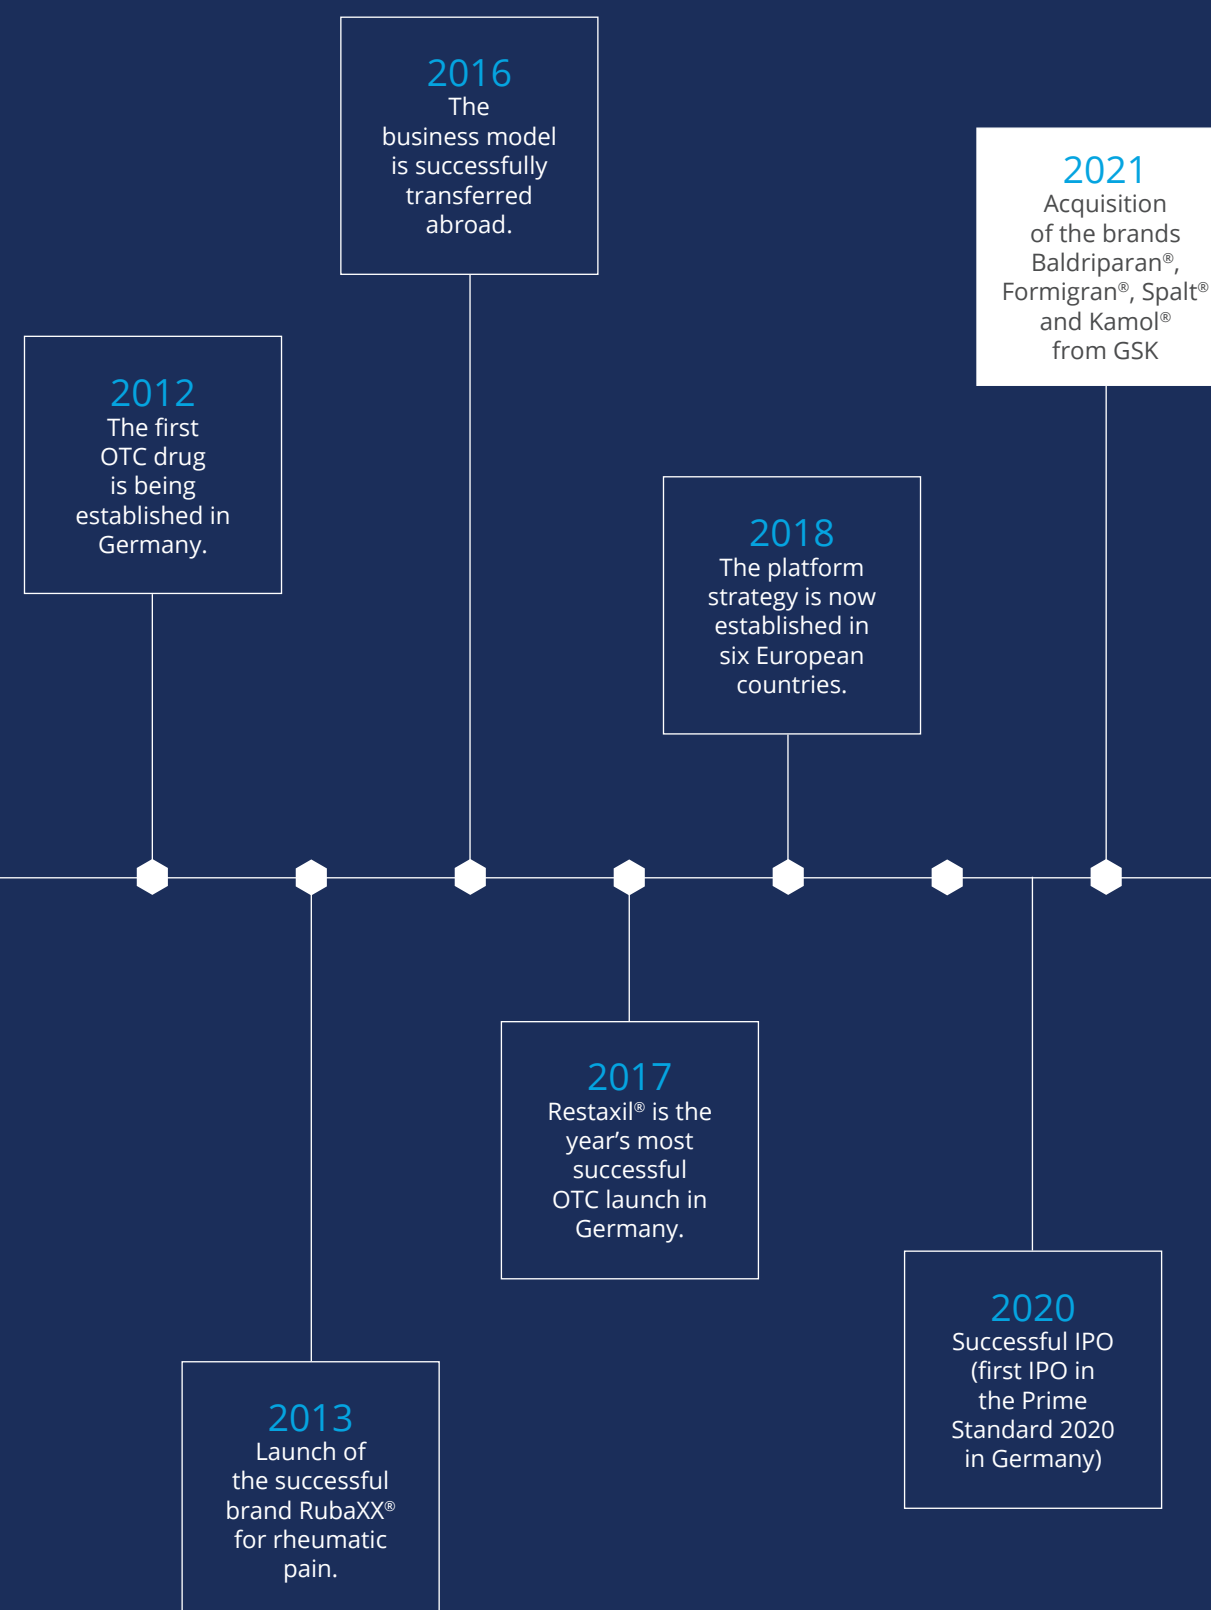 2012
The first
OTC drug
is being
established in
Germany.
2013
Launch of
the successful
brand RubaXX®
for rheumatic
pain.
2016
The
business model
is successfully
transferred
abroad.
2017
Restaxil® is the
year’s most
successful
OTC launch in
Germany.
2018
The platform
strategy is now
established in
six European
countries.
2020
Successful IPO
(first IPO in
the Prime
Standard 2020
in Germany)
2021
Acquisition
of the brands
Baldriparan®,
Formigran®, Spalt®
and Kamol®
from GSK